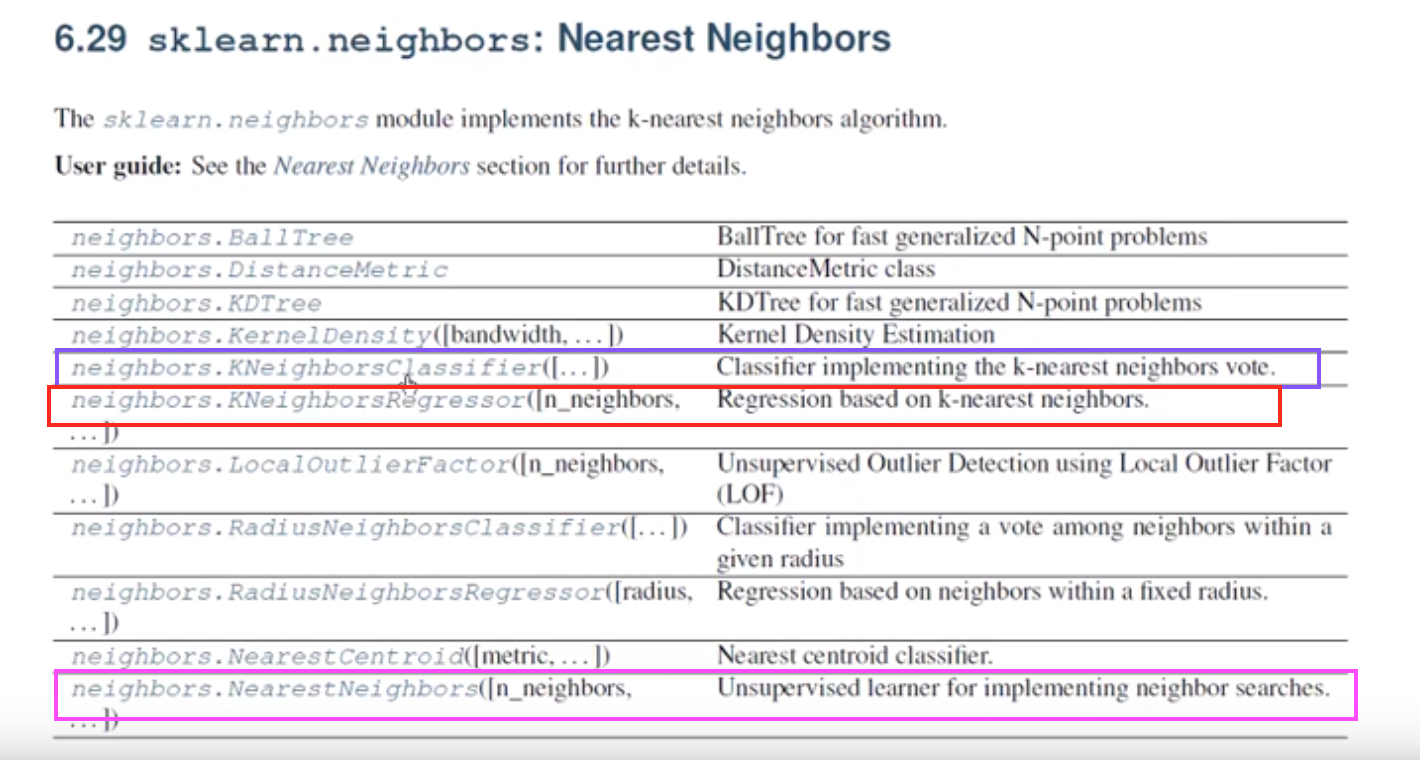 6.29 sklearn.neighbors: Nearest Neighbors
The sklearn.neighbors module implements the k-nearest neighbors algorithm.
User guide: See the Nearest Neighbors section for further details.
neighbors.BallTree BallTree for fast generalized N-point problems
neighbors.DistanceMetric DistanceMetric class
neighbors.KDTree KDTree for fast generalized N-point problems
neighbors.KernelDensity([bandwidth, ...]) Kernel Density Estimation
neighbors.KNeighborsClassifier([...]) Classifier implementing the k-nearest neighbors vote.
neighbors.KNeighborsRegressor([n_neighbors, Regression based on k-nearest neighbors.
...])
neighbors.LocalOutlierFactor([n_neighbors, Unsupervised Outlier Detection using Local Outlier Factor
...]) (LOF)
neighbors.RadiusNeighborsClassifier([...]) Classifier implementing a vote among neighbors within a
given radius
neighbors.RadiusNeighborsRegressor([radius, Regression based on neighbors within a fixed radius.
...])
neighbors.NearestCentroid([metric, ...]) Nearest centroid classifier.
neighbors.NearestNeighbors([n_neighbors, Unsupervised learner for implementing neighbor searches.
...])